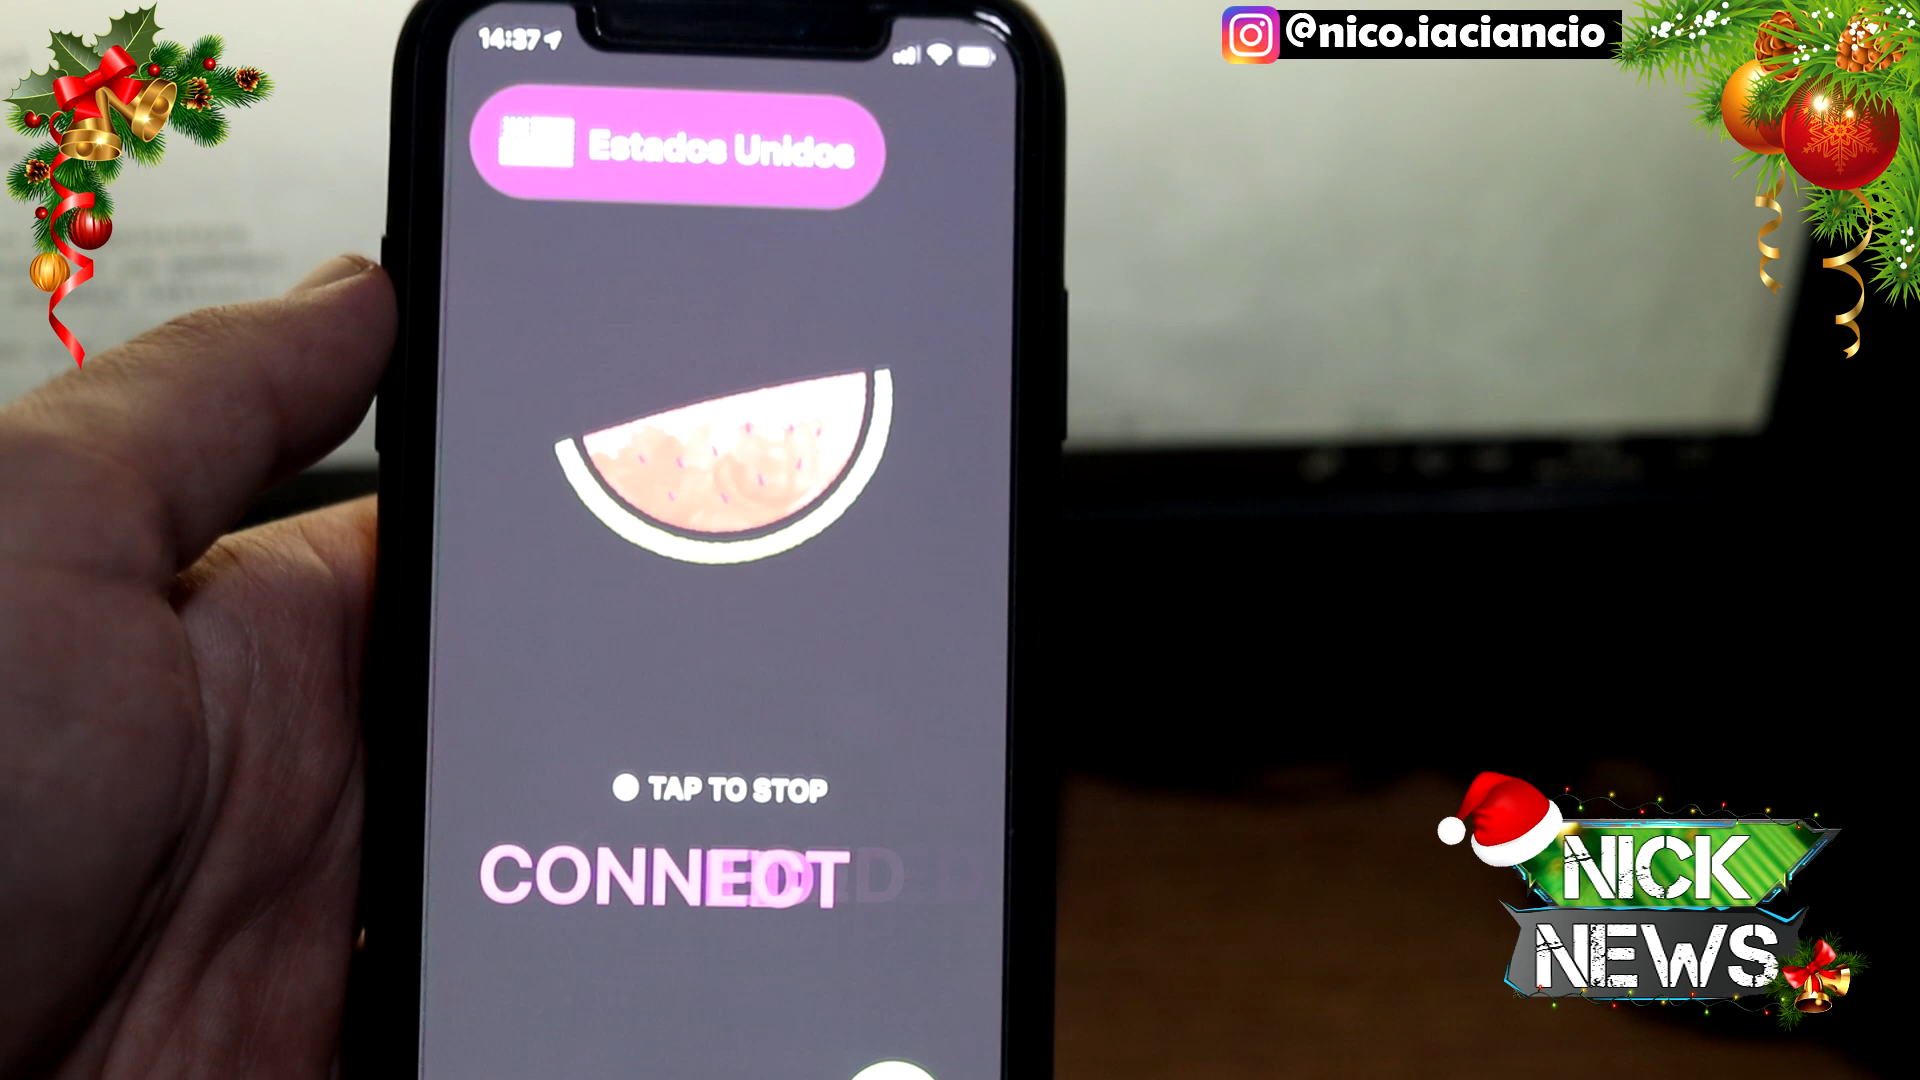 14:37
@nico.iaciancio
Estados Unidos
TAP TO STOP
CONNECT
NICK
NEWS